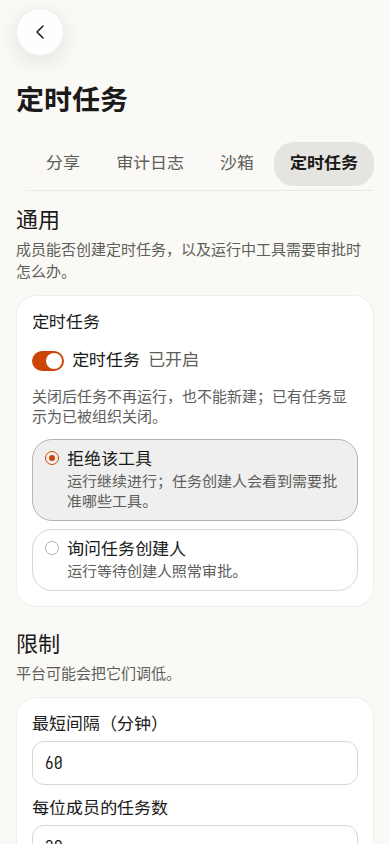 定时任务
分享
审计日志
沙箱
定时任务
通用
成员能否创建定时任务，以及运行中工具需要审批时
怎么办。
定时任务
定时任务 已开启
关闭后任务不再运行，也不能新建；已有任务显
示为已被组织关闭。
拒绝该工具
运行继续进行；任务创建人会看到需要批
准哪些工具。
询问任务创建人
运行等待创建人照常审批。
限制
平台可能会把它们调低。
最短间隔（分钟）
60
每位成员的任务数